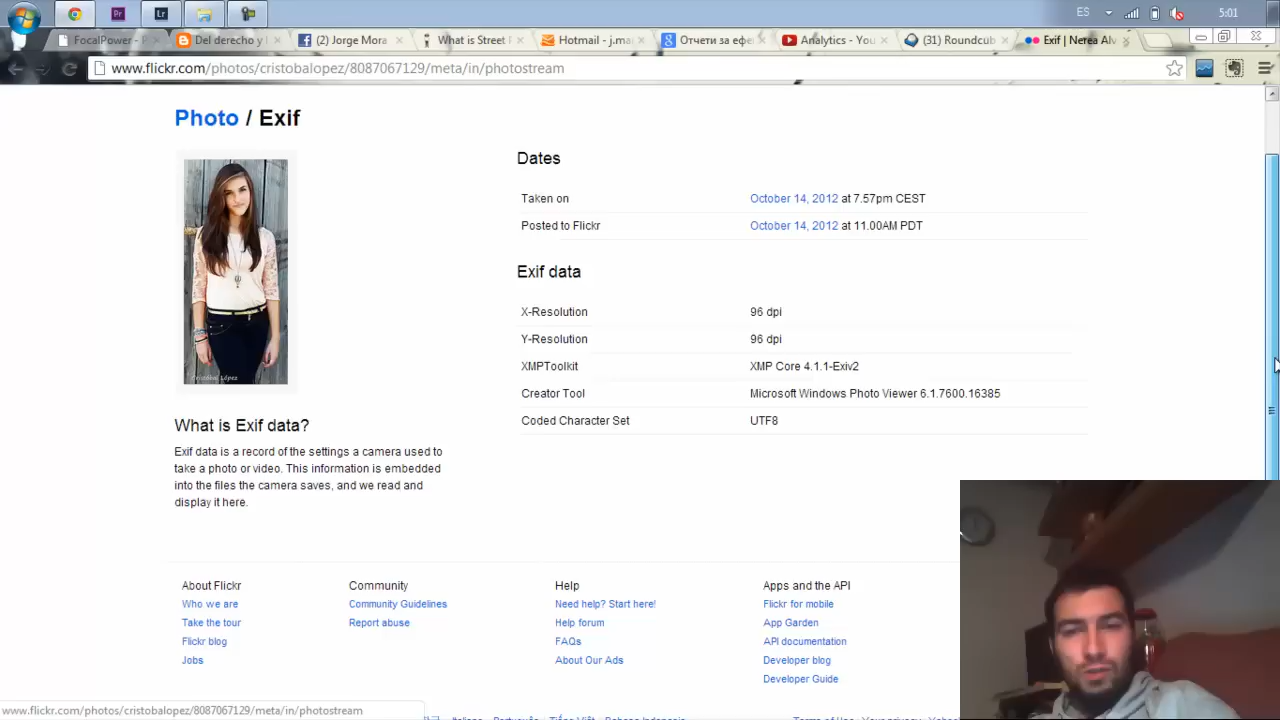 ES 5:01
FocalPower - P
Del derecho y
(2) Jorge Mora
What is Street P
Hotmail - j.ma
Отчети за ефе
Analytics - You
(31) Roundcub
Exif | Nerea Alv
www.flickr.com/photos/cristobalopez/8087067129/meta/in/photostream
Photo / Exif
Cristóbal López
What is Exif data?
Exif data is a record of the settings a camera used to
take a photo or video. This information is embedded
into the files the camera saves, and we read and
display it here.
Dates
Taken on October 14, 2012 at 7.57pm CEST
Posted to Flickr October 14, 2012 at 11.00AM PDT
Exif data
X-Resolution 96 dpi
Y-Resolution 96 dpi
XMPToolkit XMP Core 4.1.1-Exiv2
Creator Tool Microsoft Windows Photo Viewer 6.1.7600.16385
Coded Character Set UTF8
About Flickr
Who we are
Take the tour
Flickr blog
Jobs
Community
Community Guidelines
Report abuse
Help
Need help? Start here!
Help forum
FAQs
About Our Ads
Apps and the API
Flickr for mobile
App Garden
API documentation
Developer blog
Developer Guide
www.flickr.com/photos/cristobalopez/8087067129/meta/in/photostream